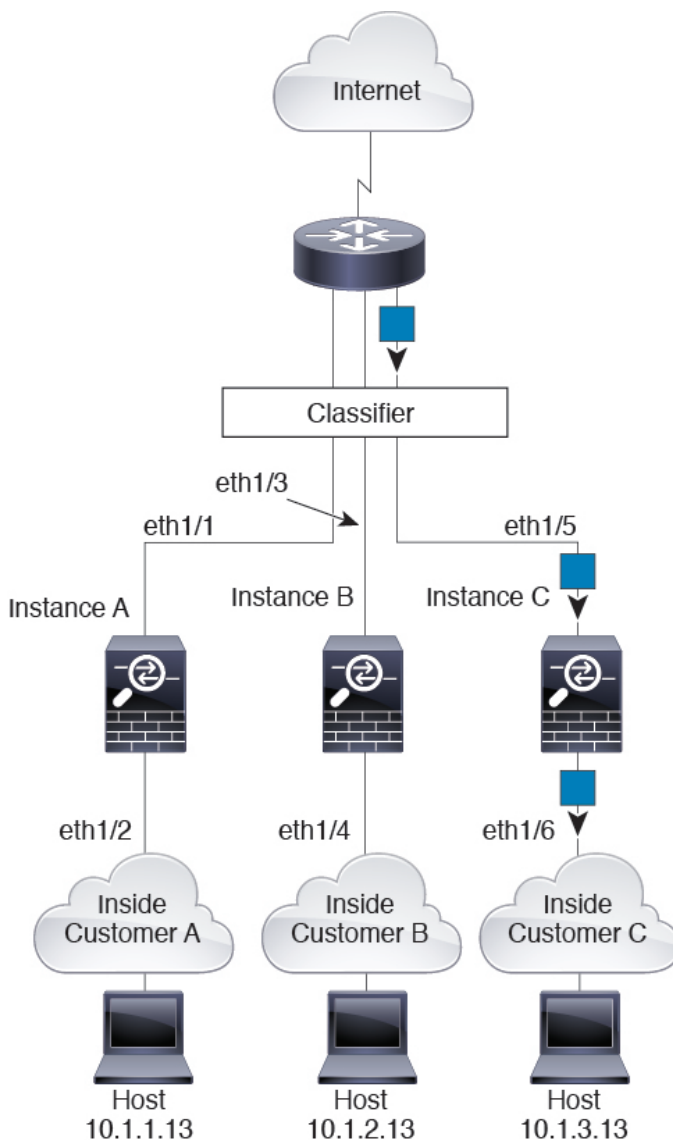 Internet
Classifier
eth1/3
eth1/1
eth1/5
Instance A
Instance B
Instance C
eth1/2
eth1/4
eth1/6
Inside
Customer A
Inside
Customer B
Inside
Customer C
Host
10.1.1.13
Host
10.1.2.13
Host
10.1.3.13